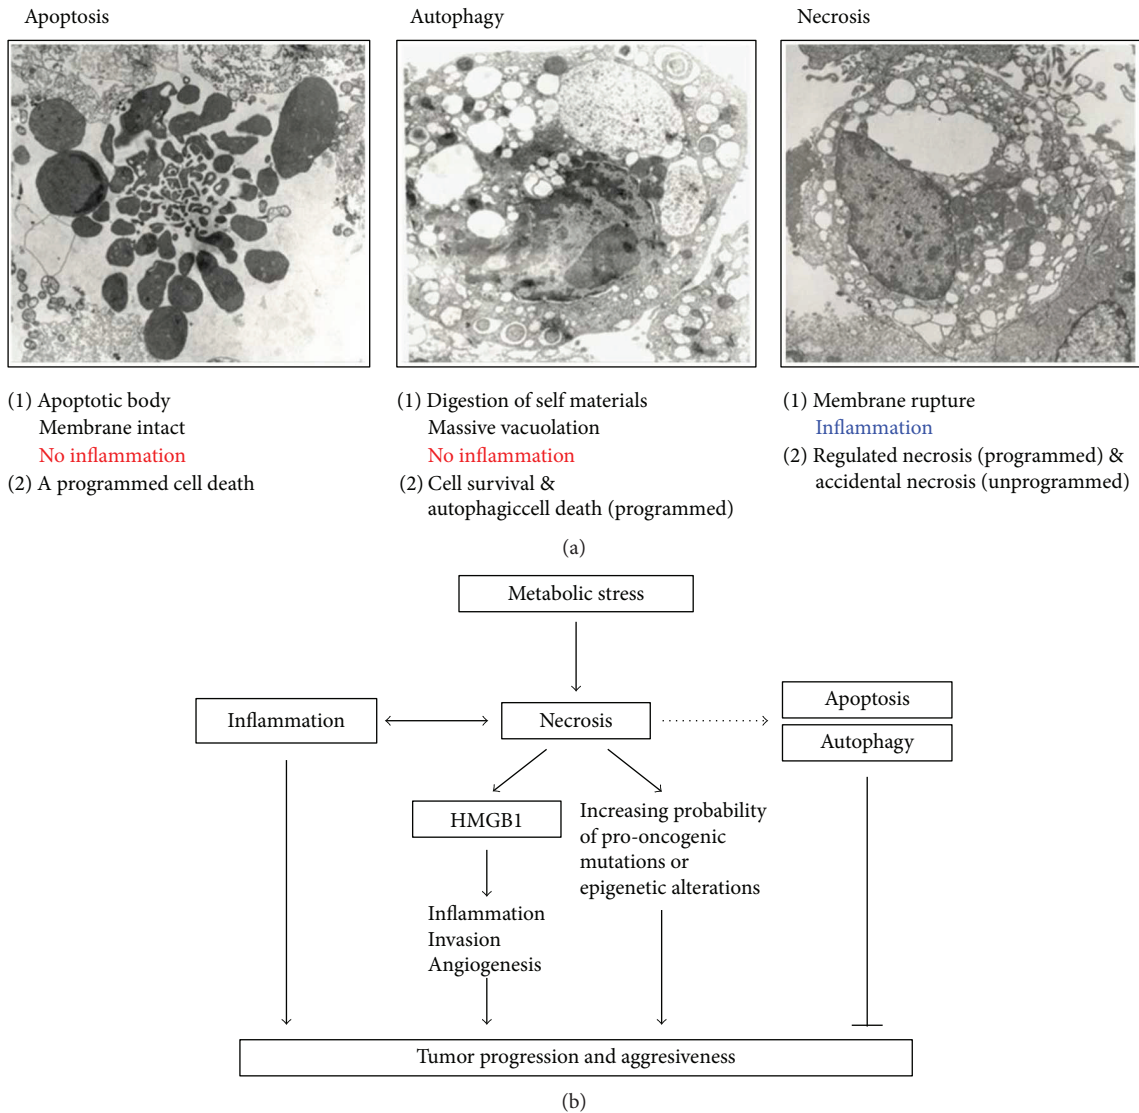 Apoptosis
Autophagy
Necrosis
(1) Apoptotic body
Membrane intact
No inflammation
(2) A programmed cell death
(1) Digestion of self materials
Massive vacuolation
No inflammation
(2) Cell survival &
autophagiccell death (programmed)
(1) Membrane rupture
Inflammation
(2) Regulated necrosis (programmed) &
accidental necrosis (unprogrammed)
(a)
Metabolic stress
Inflammation
Necrosis
Apoptosis
Autophagy
HMGB1
Increasing probability
of pro-oncogenic
mutations or
epigenetic alterations
Inflammation
Invasion
Angiogenesis
Tumor progression and aggresiveness
(b)